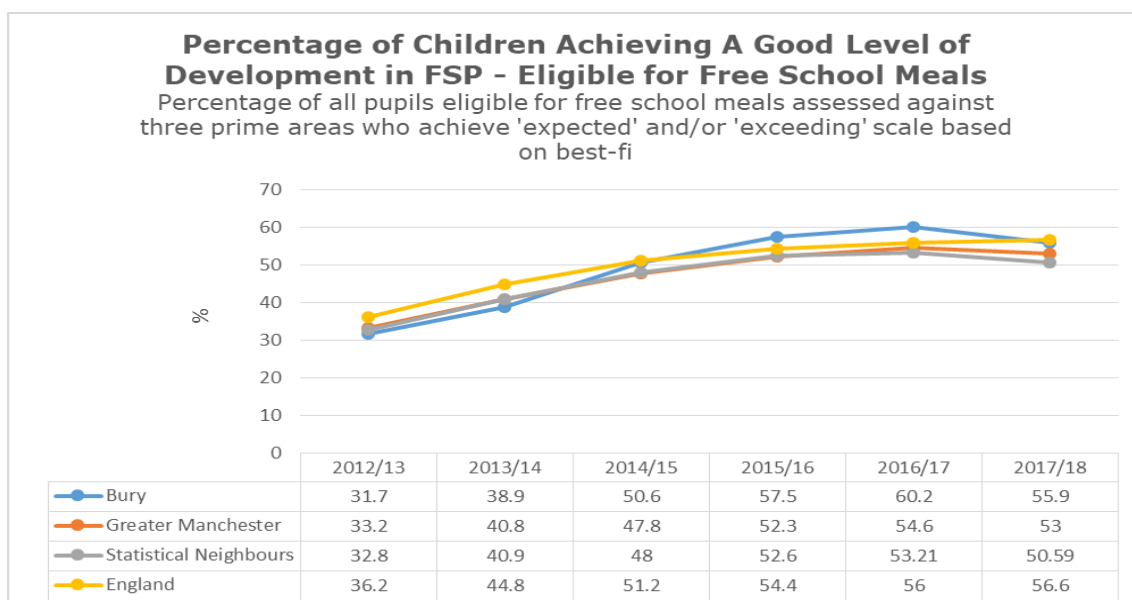 Percentage of Children Achieving A Good Level of
Development in FSP - Eligible for Free School Meals
Percentage of all pupils eligible for free school meals assessed against
three prime areas who achieve 'expected' and/or 'exceeding' scale based
on best-fi
70
60
50
40
30
20
10
0
%
2012/13 2013/14 2014/15 2015/16 2016/17 2017/18
Bury 31.7 38.9 50.6 57.5 60.2 55.9
Greater Manchester 33.2 40.8 47.8 52.3 54.6 53
Statistical Neighbours 32.8 40.9 48 52.6 53.21 50.59
England 36.2 44.8 51.2 54.4 56 56.6